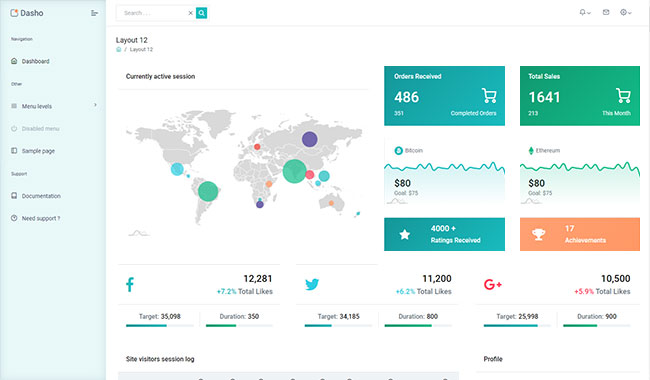 Dasho
Search. . .
Navigation
Dashboard
Other
Menu levels
Disabled menu
Sample page
Support
Documentation
Need support ?
Layout 12
/ Layout 12
Currently active session
Orders Received
486
351 Completed Orders
Total Sales
1641
213 This Month
Bitcoin
$80
Goal: $75
Ethereum
$80
Goal: $75
4000 +
Ratings Received
17
Achievements
12,281
+7.2% Total Likes
Target: 35,098 Duration: 350
11,200
+6.2% Total Likes
Target: 34,185 Duration: 800
G+ 10,500
+5.9% Total Likes
Target: 25,998 Duration: 900
Site visitors session log
Profile